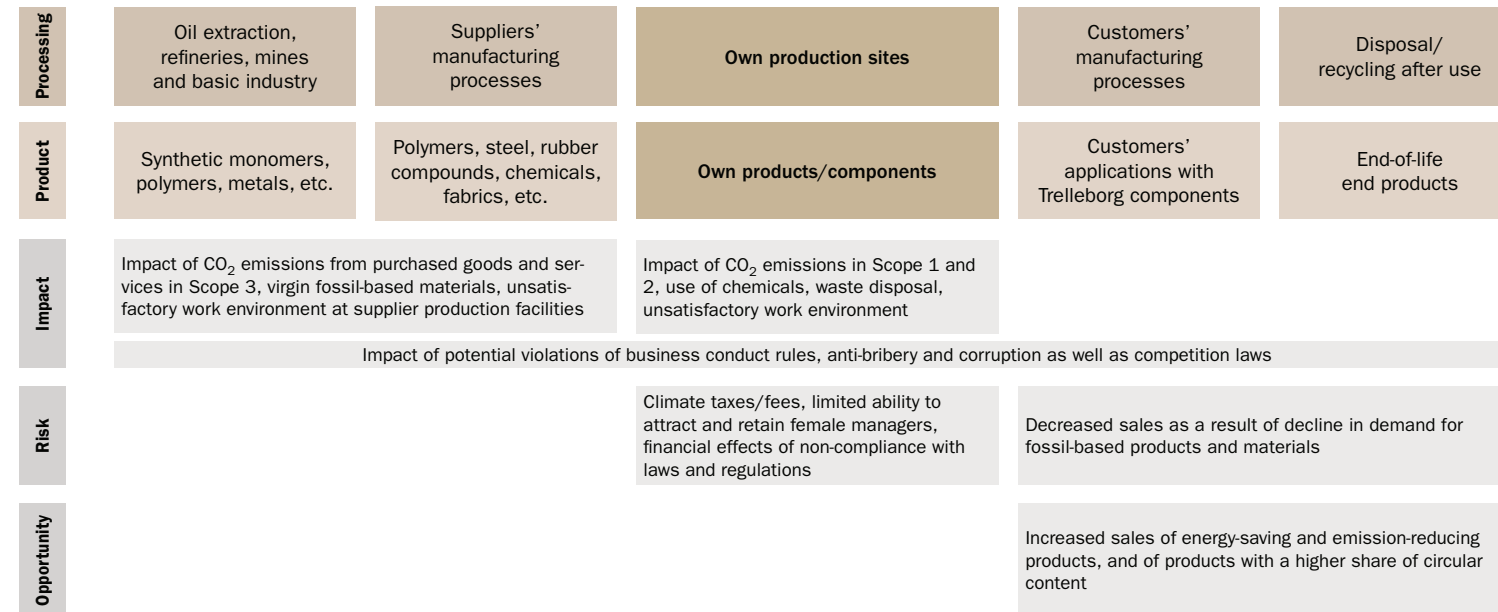 Processing
Oil extraction,
refineries, mines
and basic industry
Suppliers’
manufacturing
processes
Own production sites
Customers’
manufacturing
processes
Disposal/
recycling after use
Product
Synthetic monomers,
polymers, metals, etc.
Polymers, steel, rubber
compounds, chemicals,
fabrics, etc.
Own products/components
Customers’
applications with
Trelleborg components
End-of-life
end products
Impact
Impact of CO₂ emissions from purchased goods and ser-
vices in Scope 3, virgin fossil-based materials, unsatis-
factory work environment at supplier production facilities
Impact of CO₂ emissions in Scope 1 and
2, use of chemicals, waste disposal,
unsatisfactory work environment
Impact of potential violations of business conduct rules, anti-bribery and corruption as well as competition laws
Risk
Climate taxes/fees, limited ability to
attract and retain female managers,
financial effects of non-compliance with
laws and regulations
Decreased sales as a result of decline in demand for
fossil-based products and materials
Opportunity
Increased sales of energy-saving and emission-reducing
products, and of products with a higher share of circular
content